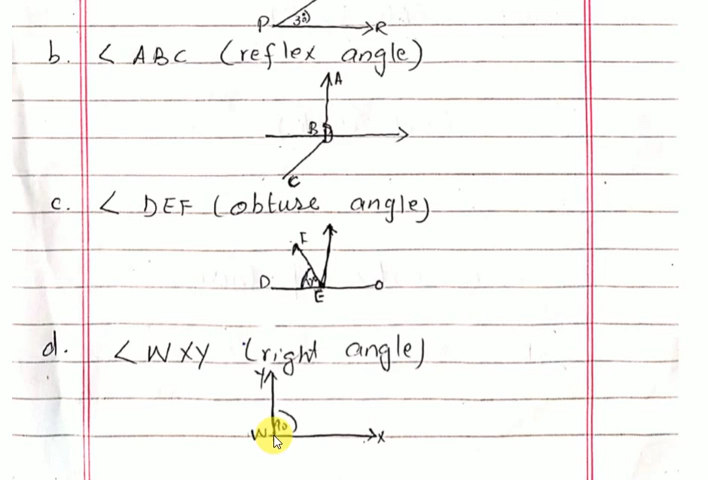 P 30 R
b. < ABC (reflex angle)
A
B
C
c. < DEF (obtuse angle)
F
D E
d. < WXY (right angle)
Y
90
W X